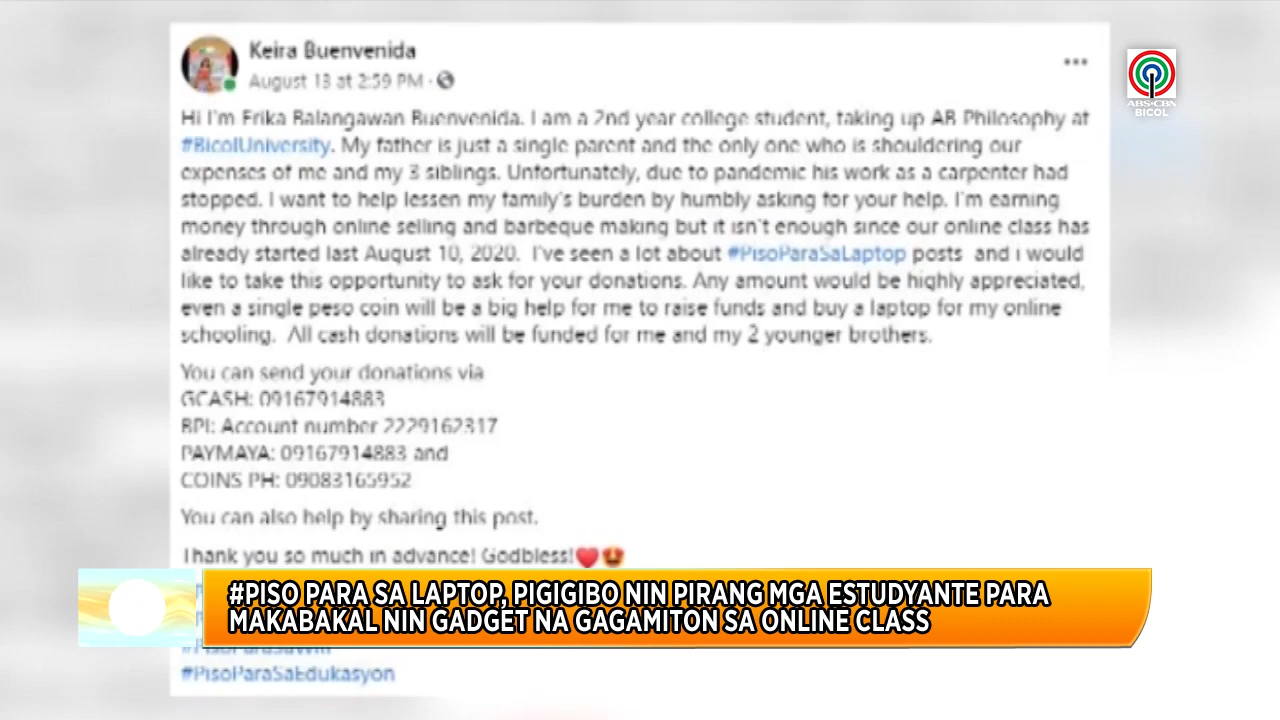 Keira Buenvenida
August 13 at 2:59 PM ·
ABS-CBN
BICOL
Hi I'm Erika Balangawan Buenvenida. I am a 2nd year college student, taking up AB Philosophy at
#BicolUniversity. My father is just a single parent and the only one who is shouldering our
expenses of me and my 3 siblings. Unfortunately, due to pandemic his work as a carpenter had
stopped. I want to help lessen my family's burden by humbly asking for your help. I'm earning
money through online selling and barbeque making but it isn't enough since our online class has
already started last August 10, 2020. I've seen a lot about #PisoParaSaLaptop posts and i would
like to take this opportunity to ask for your donations. Any amount would be highly appreciated,
even a single peso coin will be a big help for me to raise funds and buy a laptop for my online
schooling. All cash donations will be funded for me and my 2 younger brothers.
You can send your donations via
GCASH: 09167914883
BPI: Account number 2229162317
PAYMAYA: 09167914883 and
COINS PH: 09083165952
You can also help by sharing this post.
Thank you so much in advance! Godbless!❤️🤩
#PISO PARA SA LAPTOP, PIGIGIBO NIN PIRANG MGA ESTUDYANTE PARA
MAKABAKAL NIN GADGET NA GAGAMITON SA ONLINE CLASS
#PisoParaSaEdukasyon